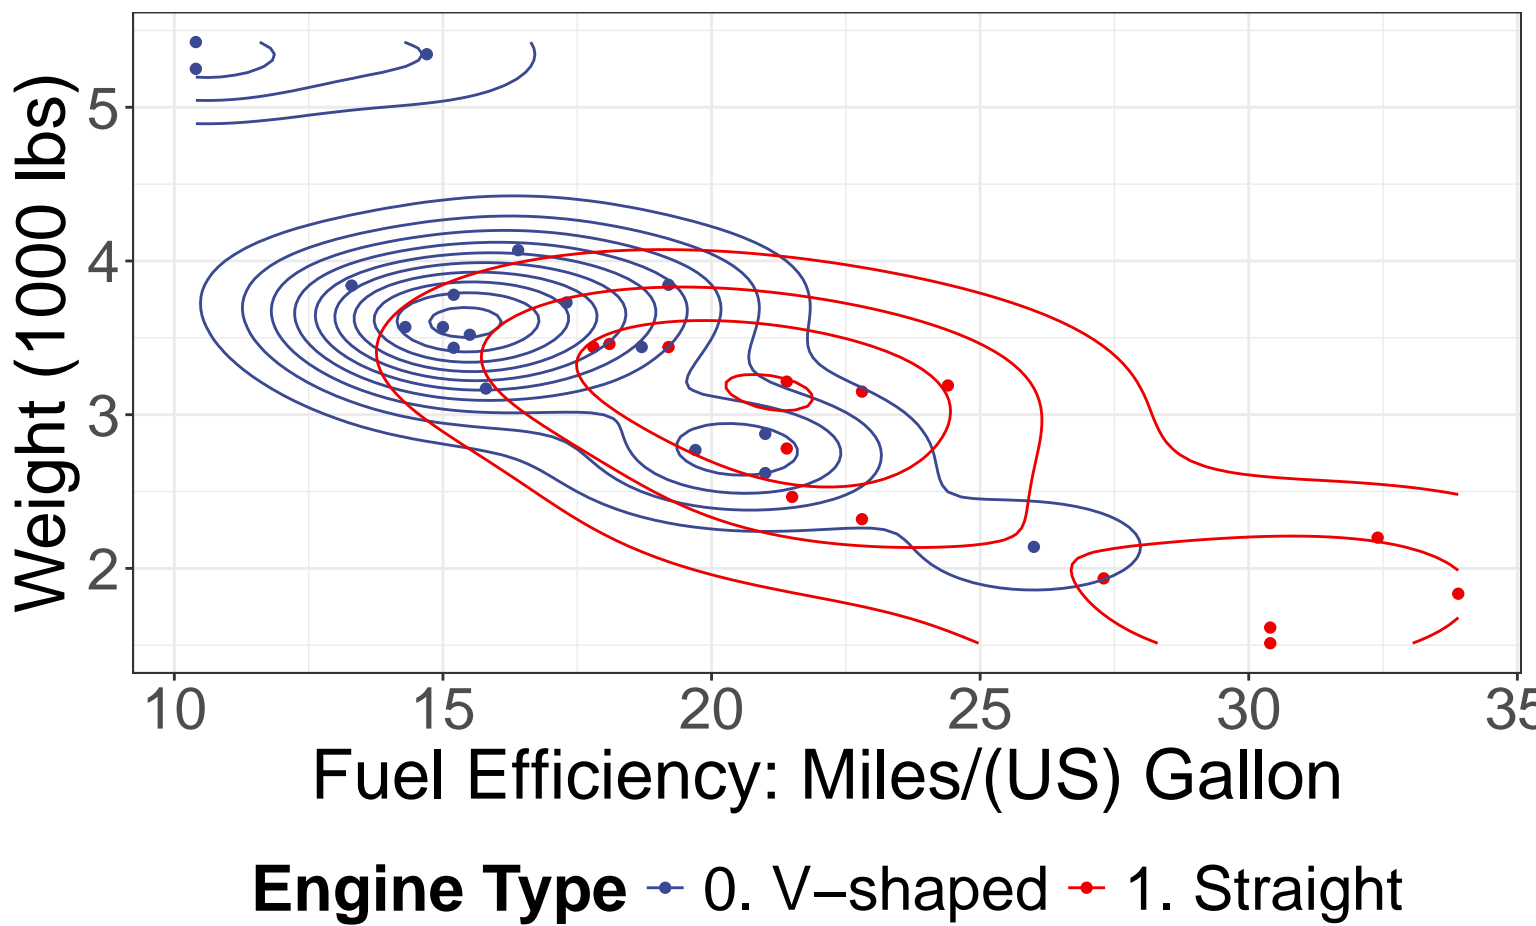 Weight (1000 lbs)
5
4
3
2
10 15 20 25 30 35
Fuel Efficiency: Miles/(US) Gallon
Engine Type 0. V−shaped 1. Straight